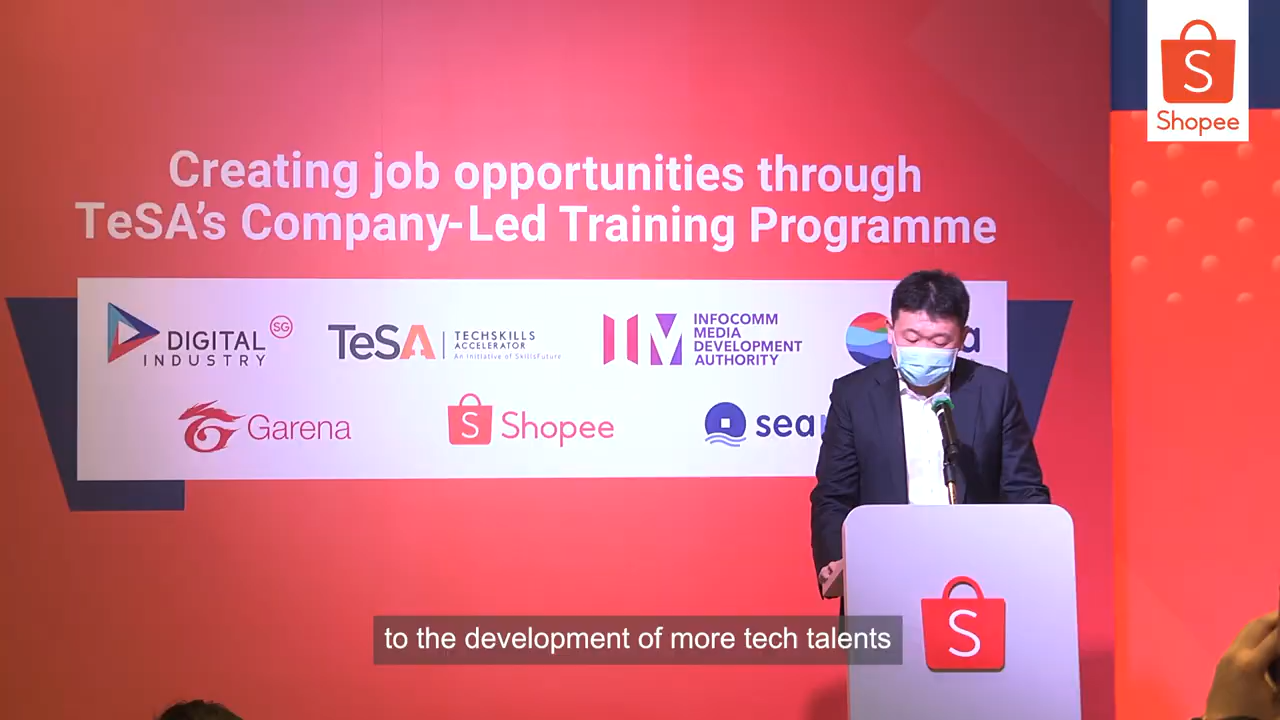 S
Shopee
Creating job opportunities through
TeSA's Company-Led Training Programme
DIGITAL SG
INDUSTRY
TeSA
TECHSKILLS
ACCELERATOR
An Initiative of SkillsFuture
INFOCOMM
MEDIA
DEVELOPMENT
AUTHORITY
Garena
S Shopee
S
to the development of more tech talents